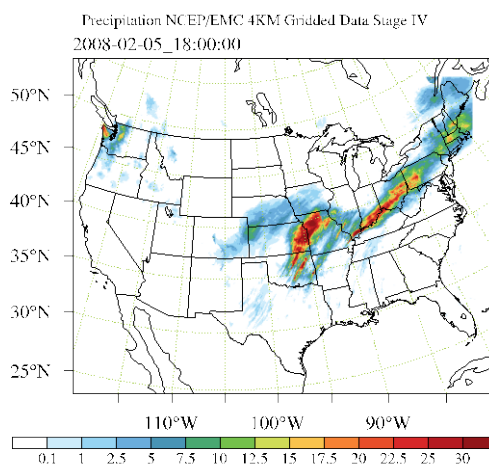 Precipitation NCEP/EMC 4KM Gridded Data Stage IV
2008-02-05_18:00:00
50°N
45°N
40°N
35°N
30°N
25°N
110°W 100°W 90°W
0.1 1 2.5 5 7.5 10 12.5 15 17.5 20 22.5 25 30